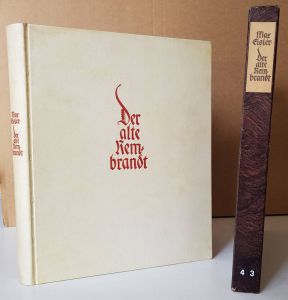 Max
Eisler
Der
alte
Rem-
brandt
Der
alte
Rem-
brandt
Max
Eisler
Der
alte
Rem-
brandt
4 3